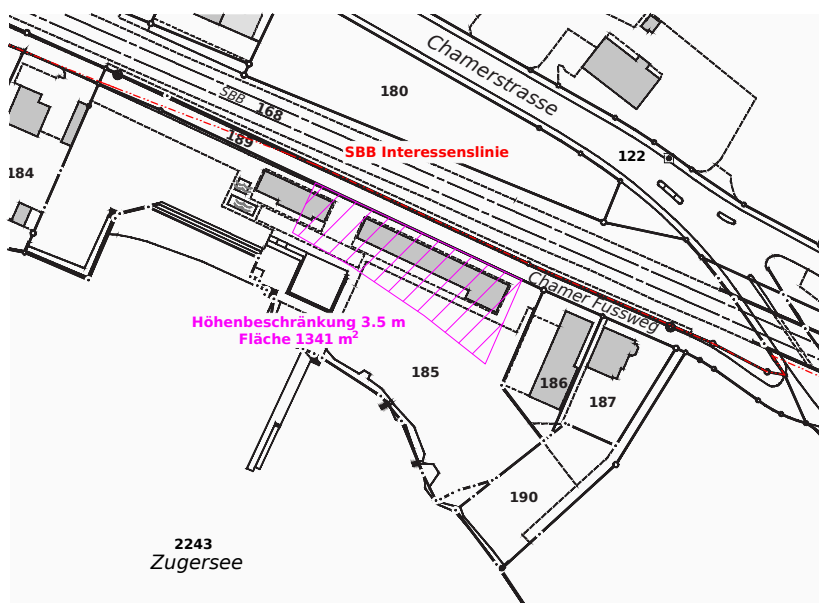 Chamerstrasse
180
SBB
168
189
SBB Interessenslinie
122
184
Chamer Fussweg
Höhenbeschränkung 3.5 m
Fläche 1341 m²
185
186
187
190
2243
Zugersee